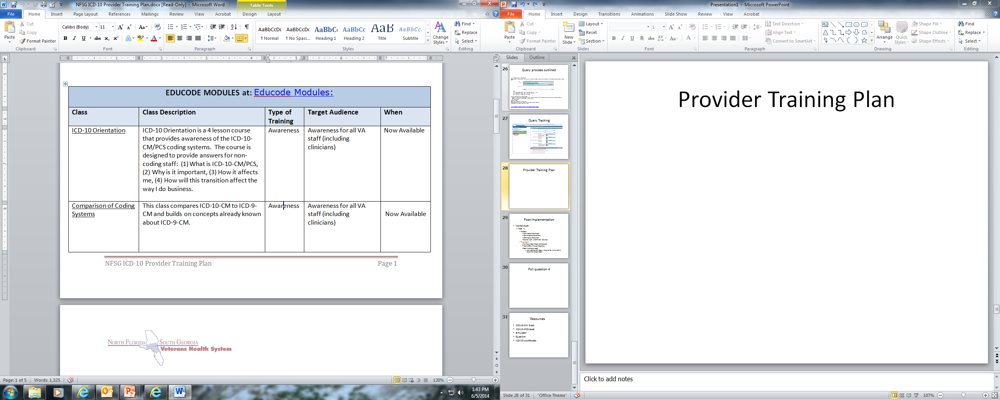 NFSG ICD-10 Provider Training Plan.docx [Read-Only] - Microsoft Word
Table Tools
File Home Insert Page Layout References Mailings Review View Acrobat Design Layout
Paste
Cut
Copy
Format Painter
Clipboard
Calibri (Body) 11
Font
Paragraph
AaBbCcDc AaBbCcDc AaBbCc AaBbCc AaB AaBbCc.
¶ Normal ¶ No Spaci... Heading 1 Heading 2 Title Subtitle
Change Styles
Styles
Find
Replace
Select
Editing
EDUCODE MODULES at: Educode Modules:
Class Class Description Type of Training Target Audience When
ICD-10 Orientation
ICD-10 Orientation is a 4 lesson course
that provides awareness of the ICD-10-
CM/PCS coding systems. The course is
designed to provide answers for non-
coding staff: (1) What is ICD-10-CM/PCS,
(2) Why is it important, (3) How it affects
me, (4) How will this transition affect the
way I do business.
Awareness
Awareness for all VA
staff (including
clinicians)
Now Available
Comparison of Coding
Systems
This class compares ICD-10-CM to ICD-9-
CM and builds on concepts already known
about ICD-9-CM.
Awareness
Awareness for all VA
staff (including
clinicians)
Now Available
NFSG ICD-10 Provider Training Plan Page 1
NORTH FLORIDA SOUTH GEORGIA
Veterans Health System
Page: 1 of 5 Words: 1,325 120%
1:43 PM
6/5/2014
Presentation1 - Microsoft PowerPoint
File Home Insert Design Transitions Animations Slide Show Review View Acrobat
Paste
Cut
Copy
Format Painter
Clipboard
New Slide
Layout
Reset
Section
Slides
Font
Text Direction
Align Text
Convert to SmartArt
Paragraph
Arrange
Quick Styles
Shape Fill
Shape Outline
Shape Effects
Drawing
Find
Replace
Select
Editing
Slides Outline
26
Query process outlined
27
Query Tracking
28
Provider Training Plan
29
Post-Implementation
Monitor/Audit
30
Poll question 4
31
Resources
ICD-10-CM book
ICD-10-PCS book
Simulator
Quantim
ICD-10-workbooks
Provider Training Plan
Click to add notes
Slide 28 of 31 "Office Theme" 107%